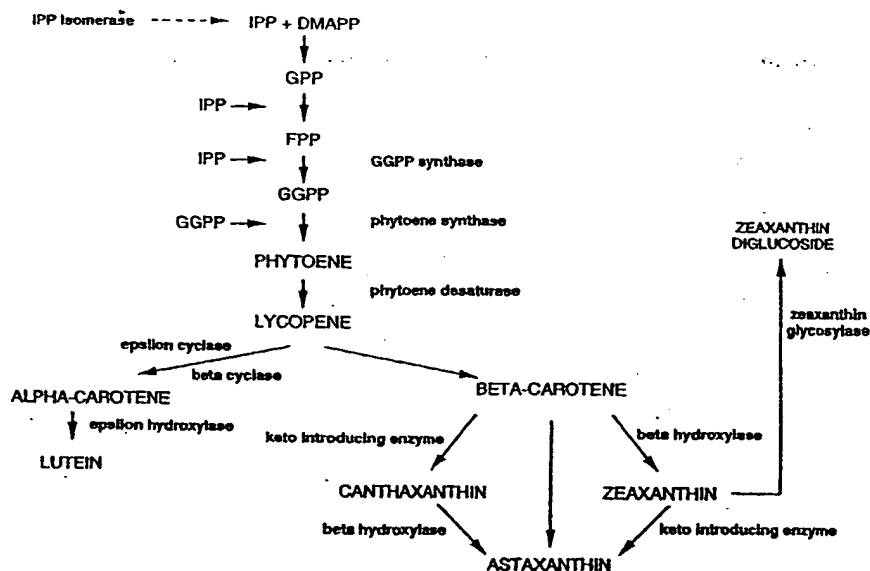 IPP Isomerase
IPP + DMAPP
GPP
IPP
FPP
IPP
GGPP synthase
GGPP
GGPP
phytoene synthase
PHYTOENE
phytoene desaturase
LYCOPENE
epsilon cyclase
beta cyclase
ALPHA-CAROTENE
epsilon hydroxylase
LUTEIN
BETA-CAROTENE
keto introducing enzyme
beta hydroxylase
CANTHAXANTHIN
ZEAXANTHIN
beta hydroxylase
keto introducing enzyme
ASTAXANTHIN
ZEAXANTHIN
DIGLUCOSIDE
zeaxanthin
glycosylase